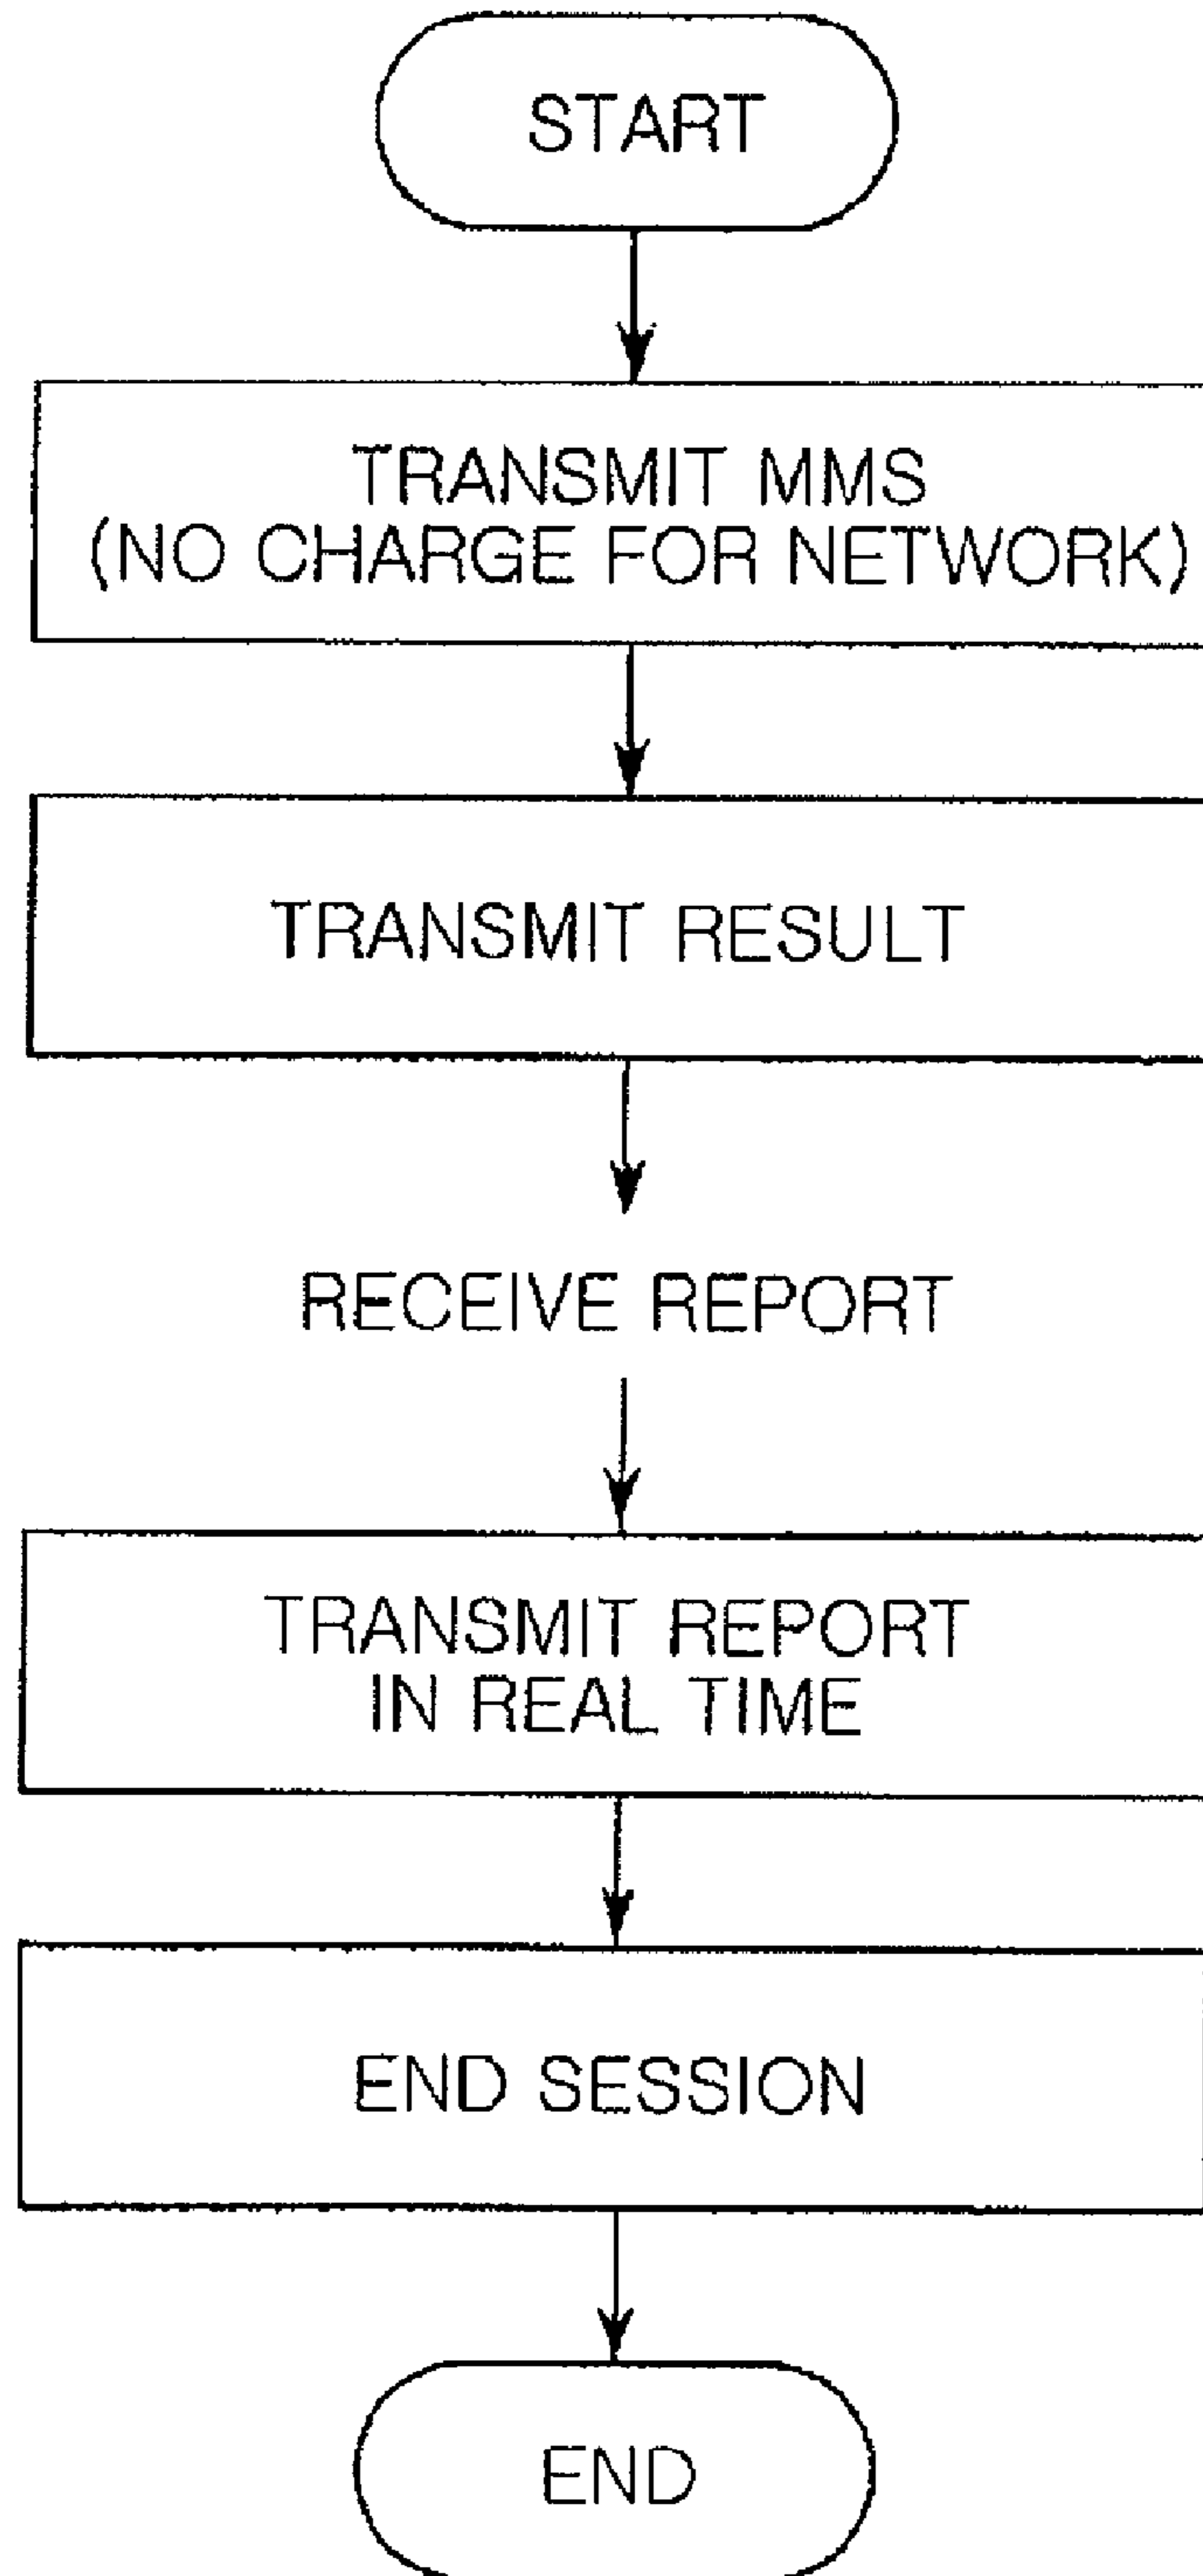 START
TRANSMIT MMS
(NO CHARGE FOR NETWORK)
TRANSMIT RESULT
RECEIVE REPORT
TRANSMIT REPORT
IN REAL TIME
END SESSION
END